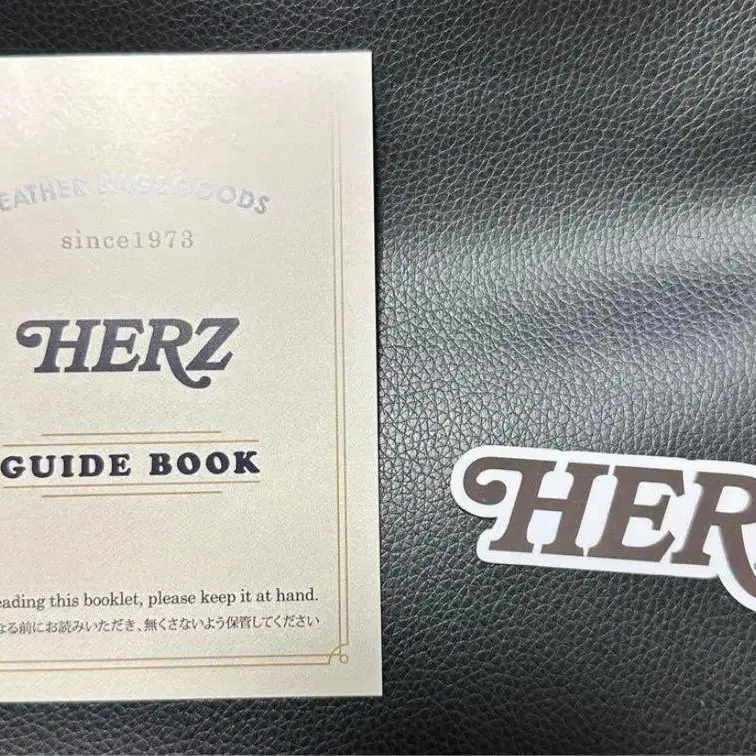 EATHER BAG&GOODS
since1973
HERZ
GUIDE BOOK
eading this booklet, please keep it at hand.
なる前にお読みいただき、無くさないよう保管してください
HER